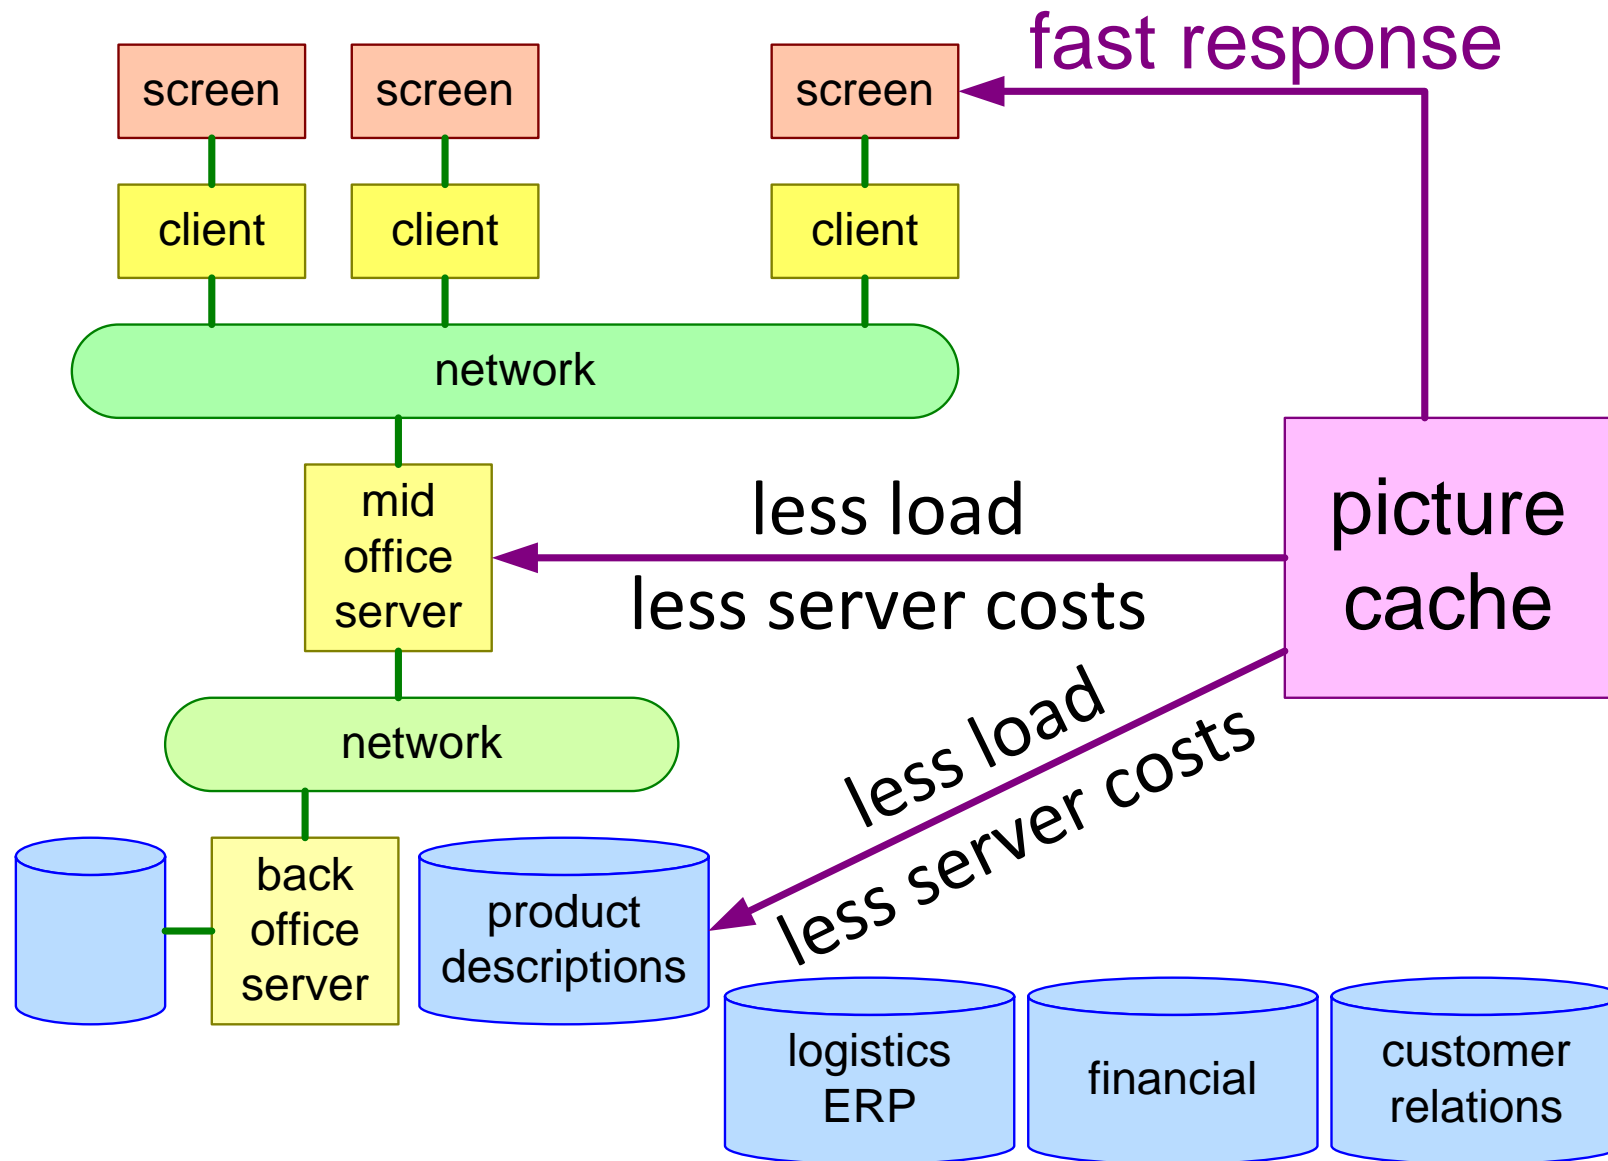 fast response
screen
screen
screen
client
client
client
network
mid
office
server
less load
less server costs
picture
cache
network
less load
less server costs
back
office
server
product
descriptions
logistics
ERP
financial
customer
relations